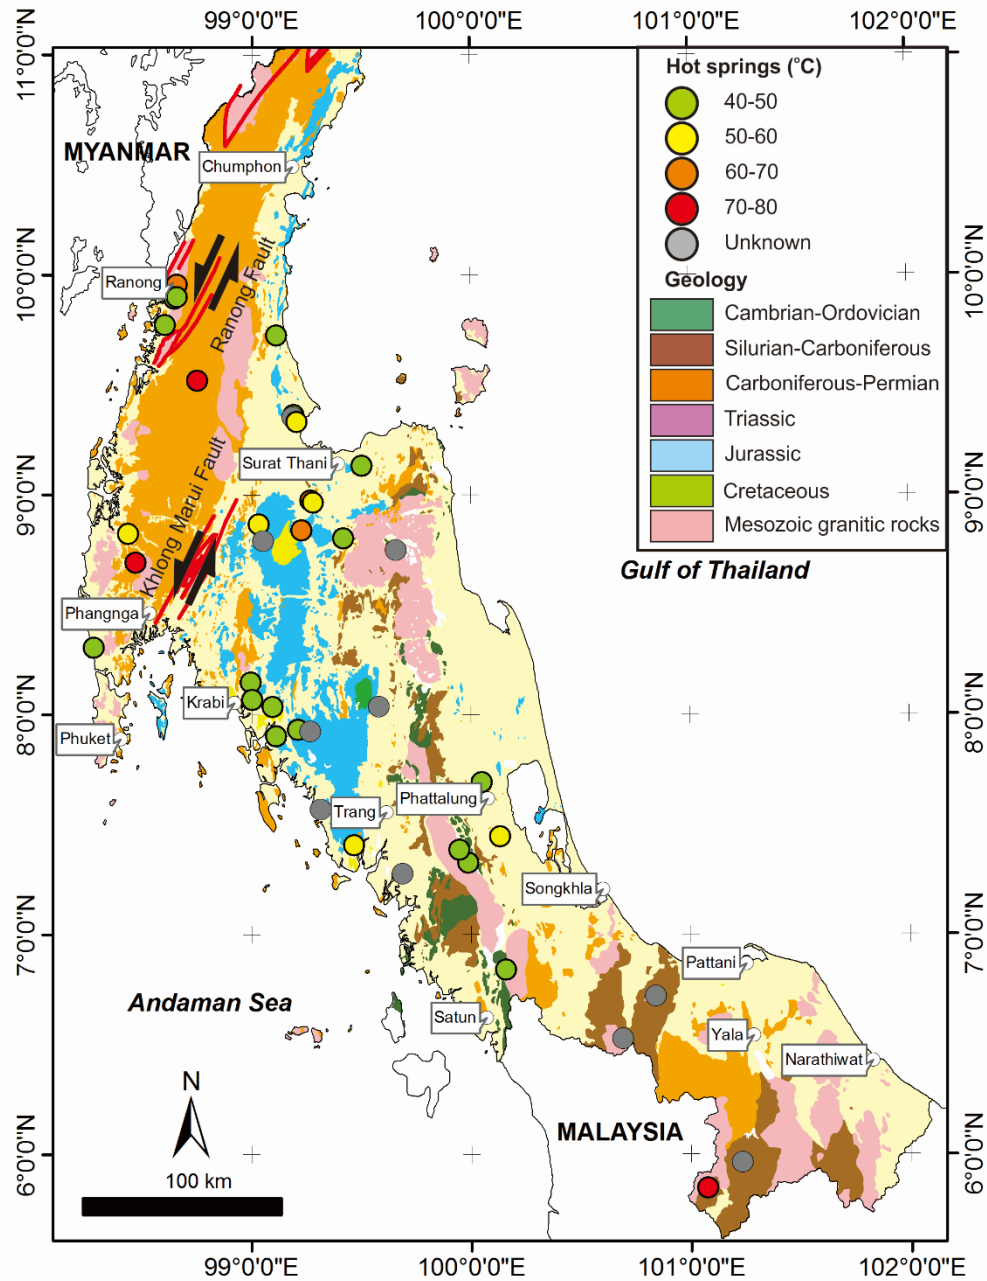 99°0'0"E
100°0'0"E
101°0'0"E
102°0'0"E
11°0'0"N
10°0'0"N
9°0'0"N
8°0'0"N
7°0'0"N
6°0'0"N
MYANMAR
Chumphon
Ranong
Ranong Fault
Surat Thani
Khlong Marui Fault
Phangnga
Krabi
Phuket
Trang
Phattalung
Songkhla
Pattani
Satun
Yala
Narathiwat
Gulf of Thailand
Andaman Sea
MALAYSIA
N
100 km
Hot springs (°C)
40-50
50-60
60-70
70-80
Unknown
Geology
Cambrian-Ordovician
Silurian-Carboniferous
Carboniferous-Permian
Triassic
Jurassic
Cretaceous
Mesozoic granitic rocks
11°0'0"N
10°0'0"N
9°0'0"N
8°0'0"N
7°0'0"N
6°0'0"N
99°0'0"E
100°0'0"E
101°0'0"E
102°0'0"E